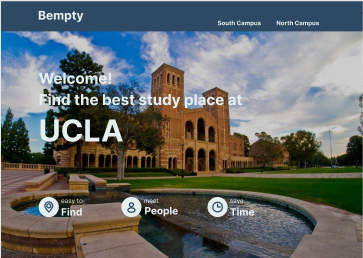 Bempty
South Campus North Campus
Welcome!
Find the best study place at
UCLA
easy to meet save
Find People Time